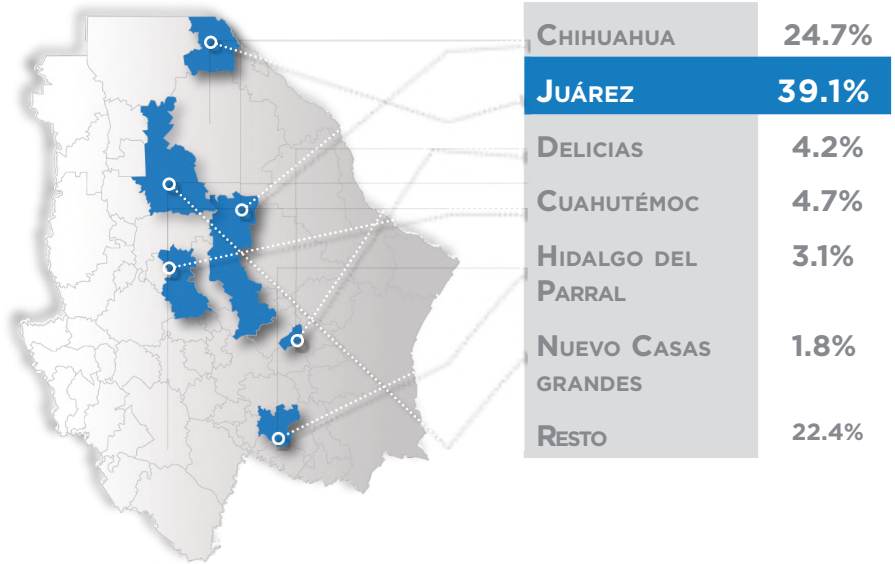 Chihuahua 24.7%
Juárez 39.1%
Delicias 4.2%
Cuahutémoc 4.7%
Hidalgo del 3.1%
Parral
Nuevo Casas 1.8%
grandes
Resto 22.4%